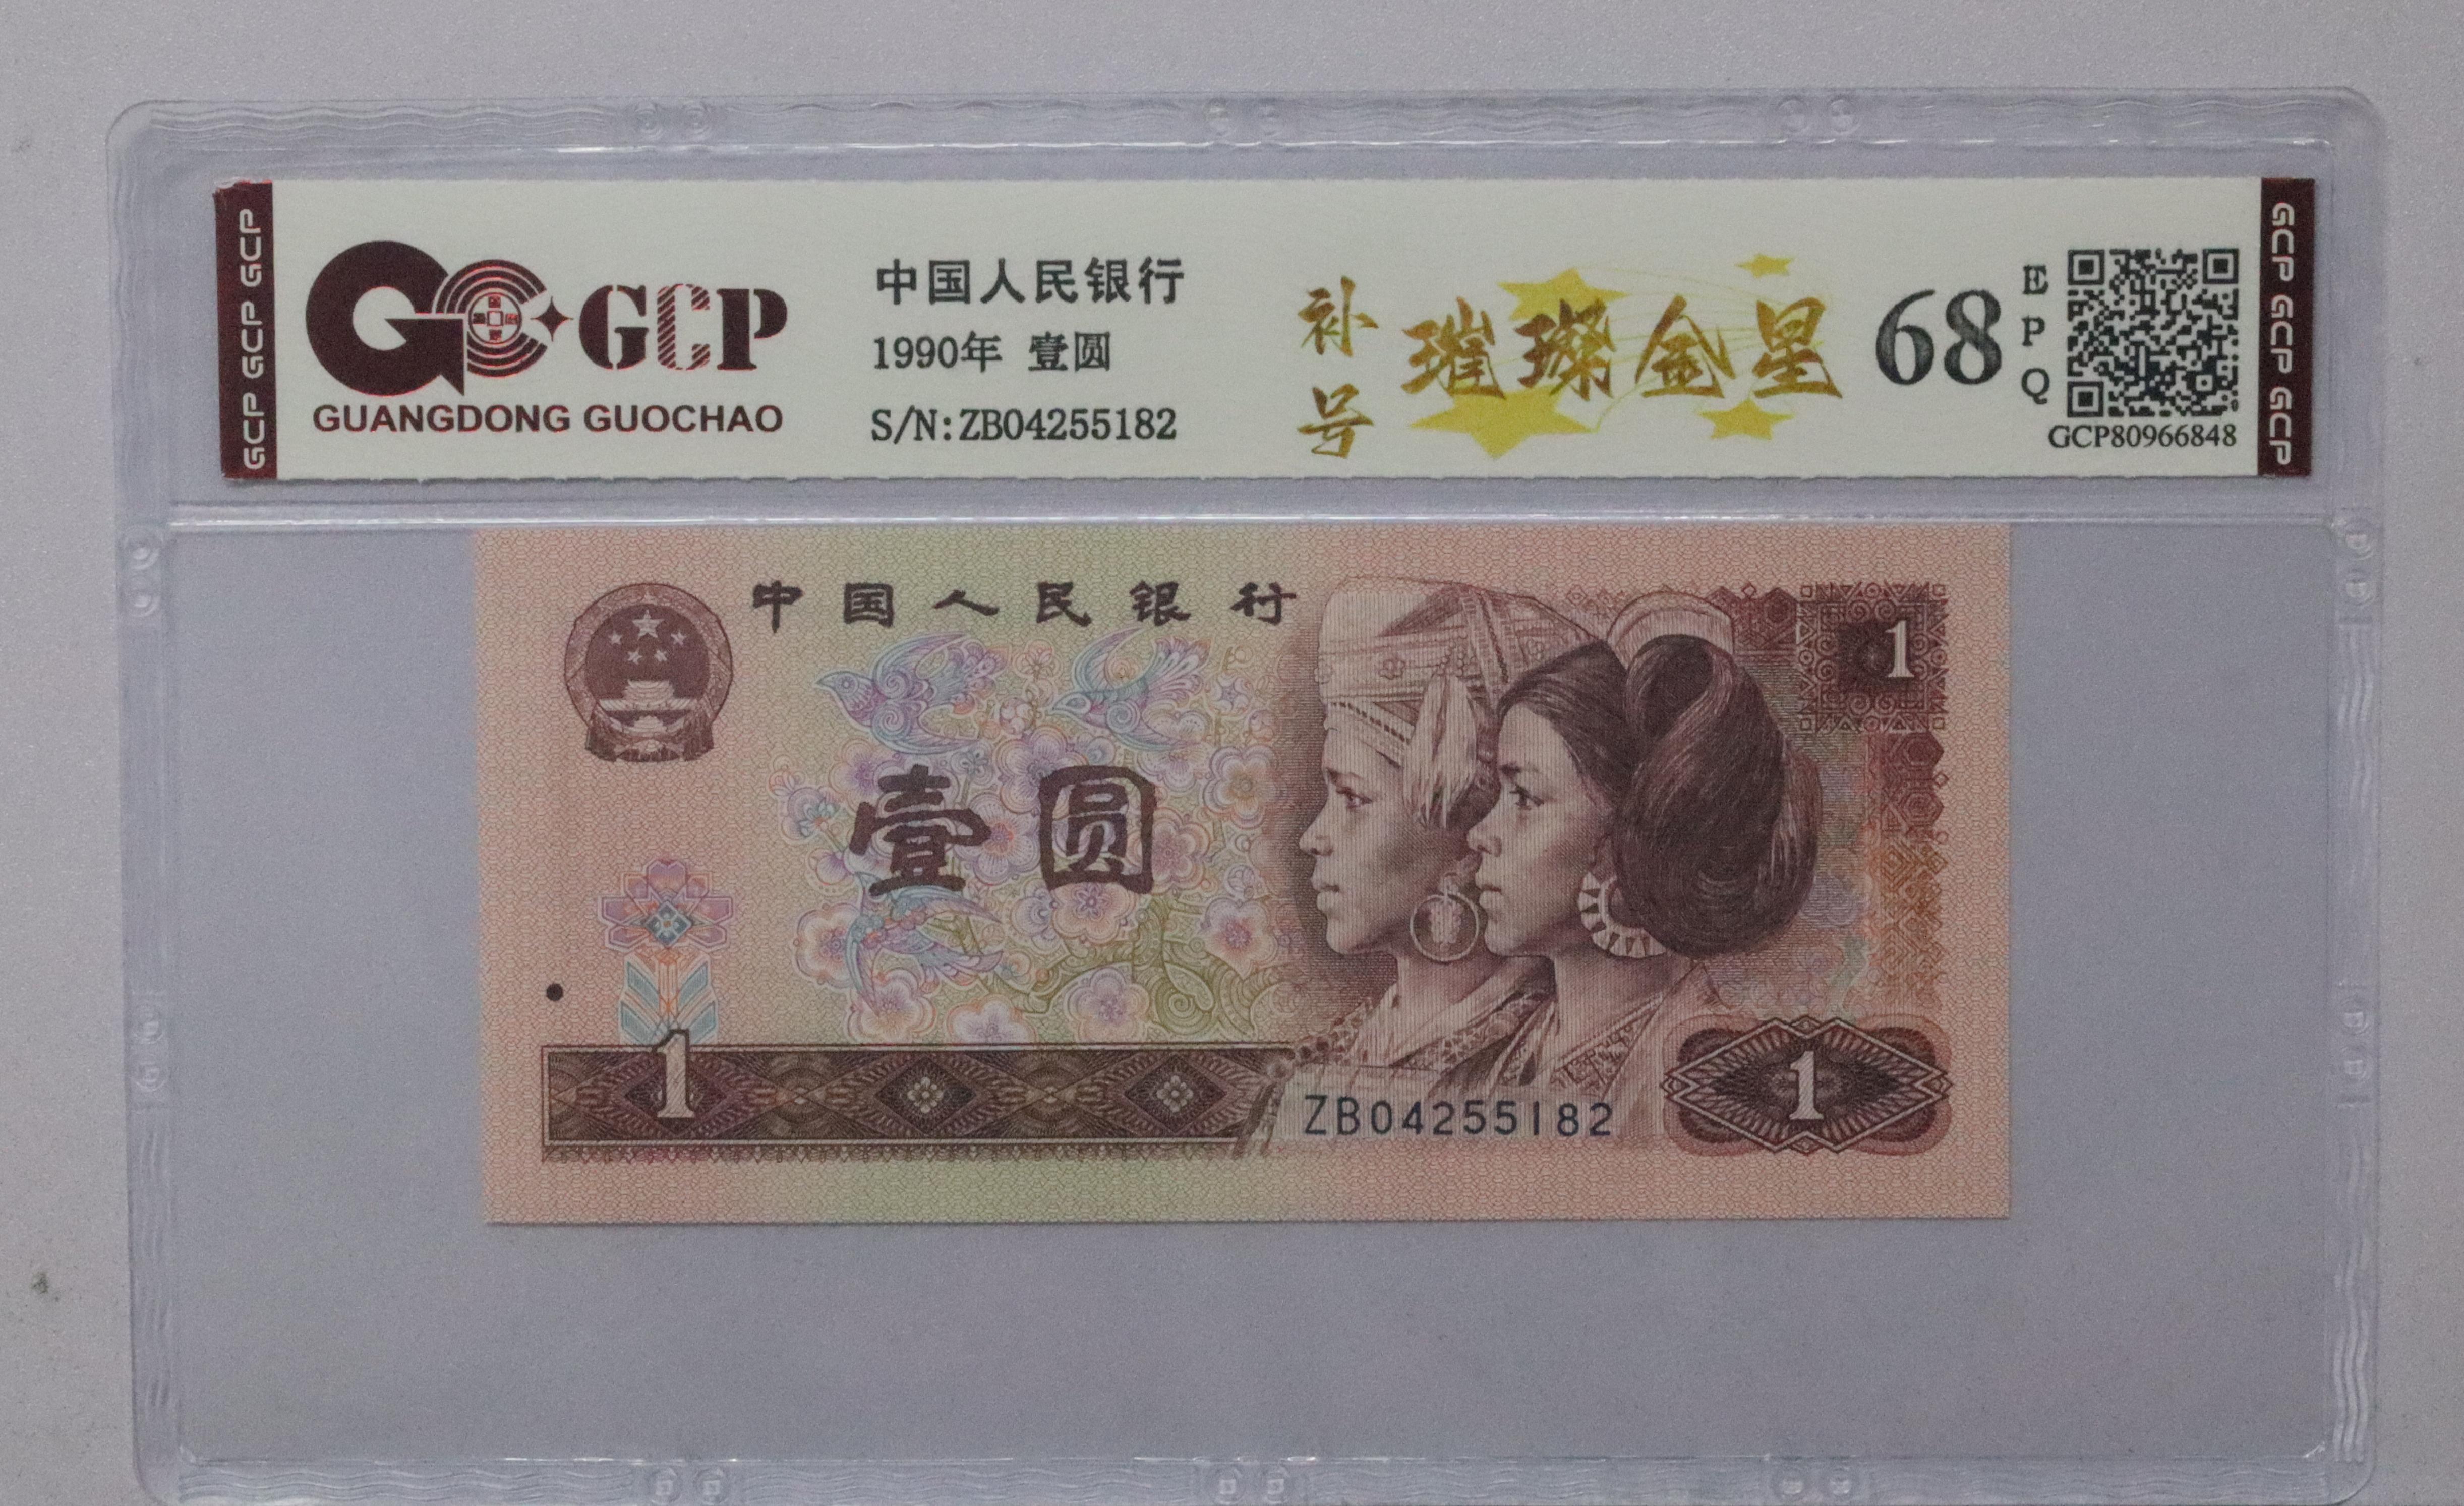 GCP GCP GCP
GCP
GUANGDONG GUOCHAO
中国人民银行
1990年 壹圆
S/N:ZB04255182
补号
璀璨金星
68
EPQ
GCP80966848
GCP GCP GCP
中国人民银行
1
壹圆
1
ZB04255182
1